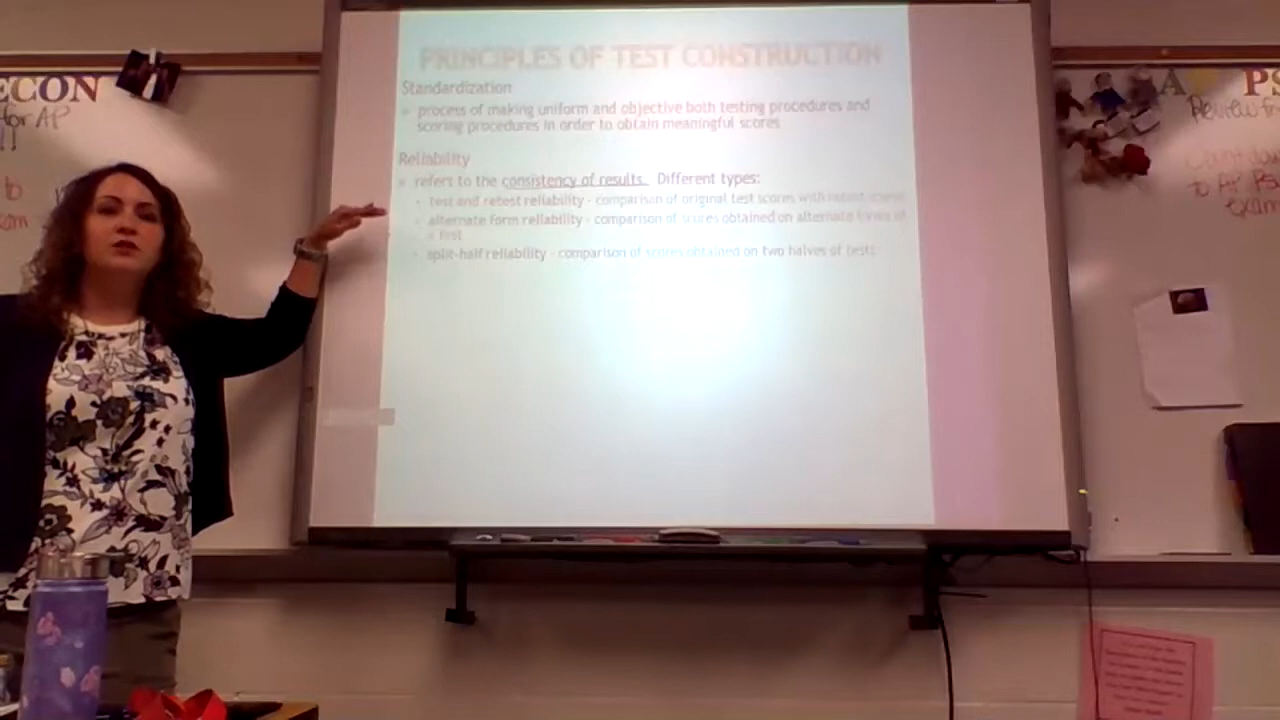 ECON
for AP
!!
to
PRINCIPLES OF TEST CONSTRUCTION
Standardization
process of making uniform and objective both testing procedures and
scoring procedures in order to obtain meaningful scores
Reliability
refers to the consistency of results. Different types:
test and retest reliability - comparison of original test scores with retest scores
alternate form reliability - comparison of scores obtained on alternate forms of
a test
split-half reliability - comparison of scores obtained on two halves of test
A PS
Review for
Countdown
to AP Psy
exam